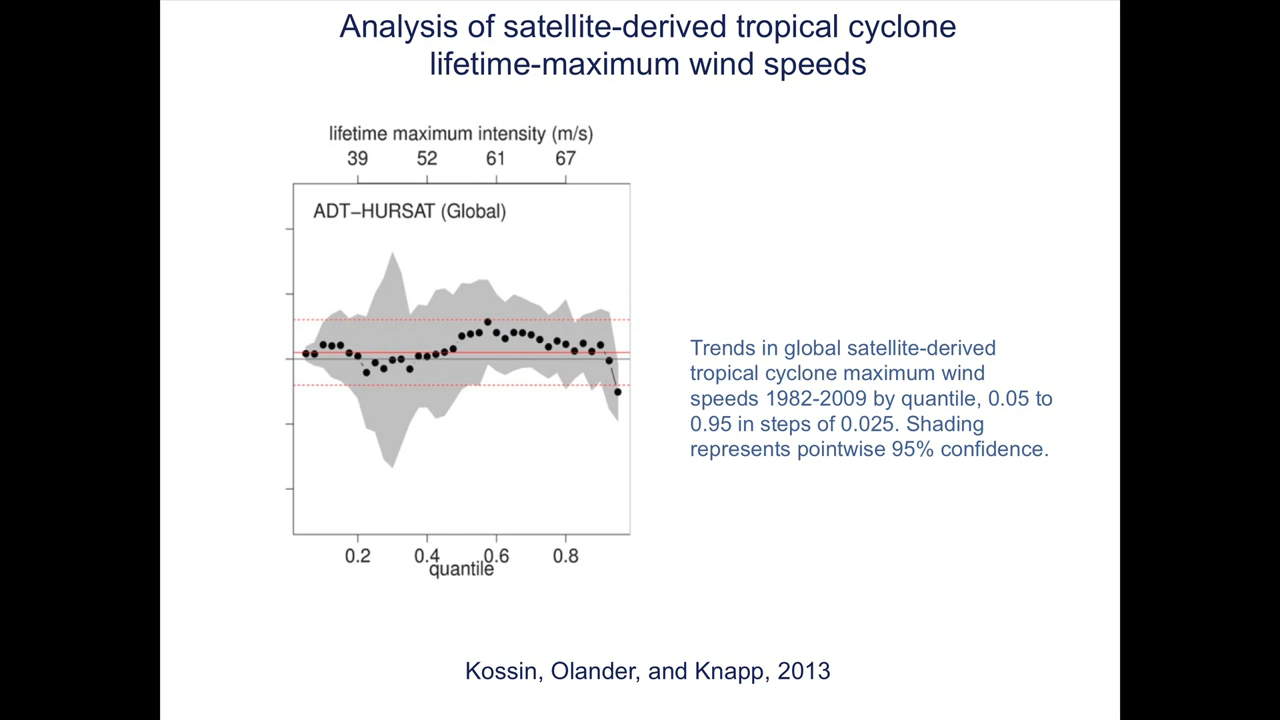 Analysis of satellite-derived tropical cyclone
lifetime-maximum wind speeds
lifetime maximum intensity (m/s)
39 52 61 67
ADT−HURSAT (Global)
0.2 0.4 0.6 0.8
quantile
Trends in global satellite-derived
tropical cyclone maximum wind
speeds 1982-2009 by quantile, 0.05 to
0.95 in steps of 0.025. Shading
represents pointwise 95% confidence.
Kossin, Olander, and Knapp, 2013